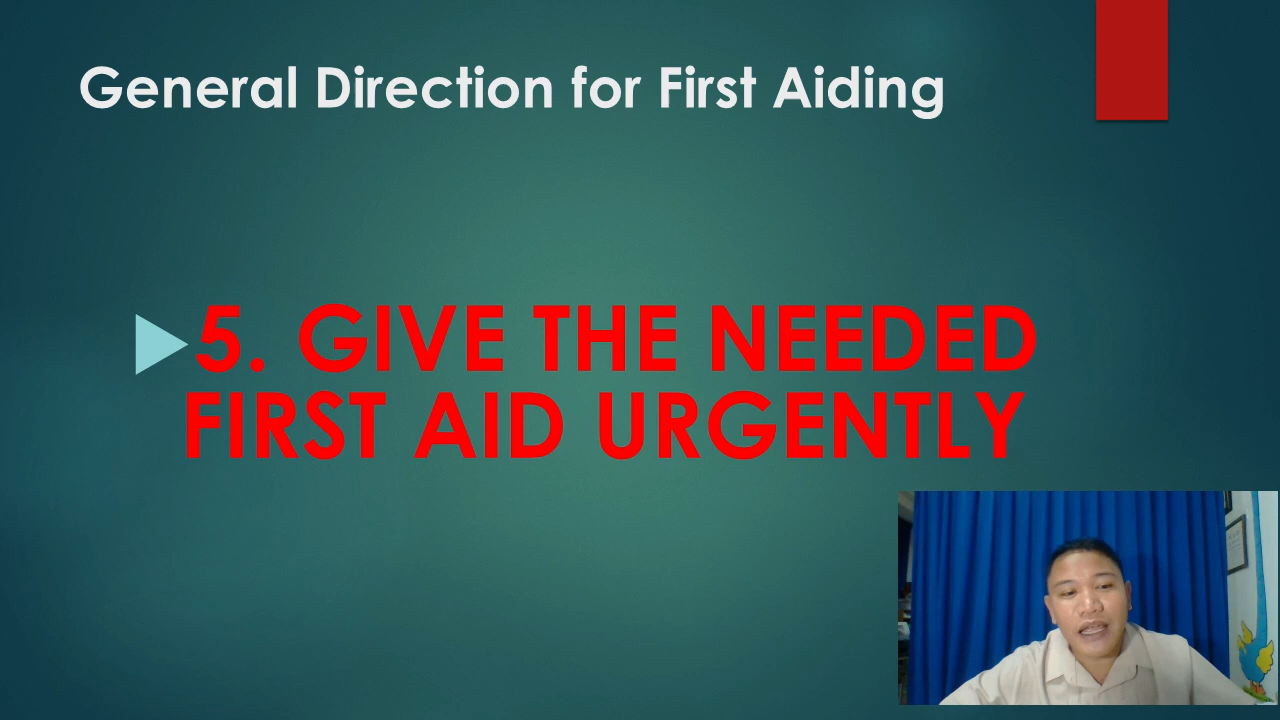 General Direction for First Aiding
5. GIVE THE NEEDED
FIRST AID URGENTLY